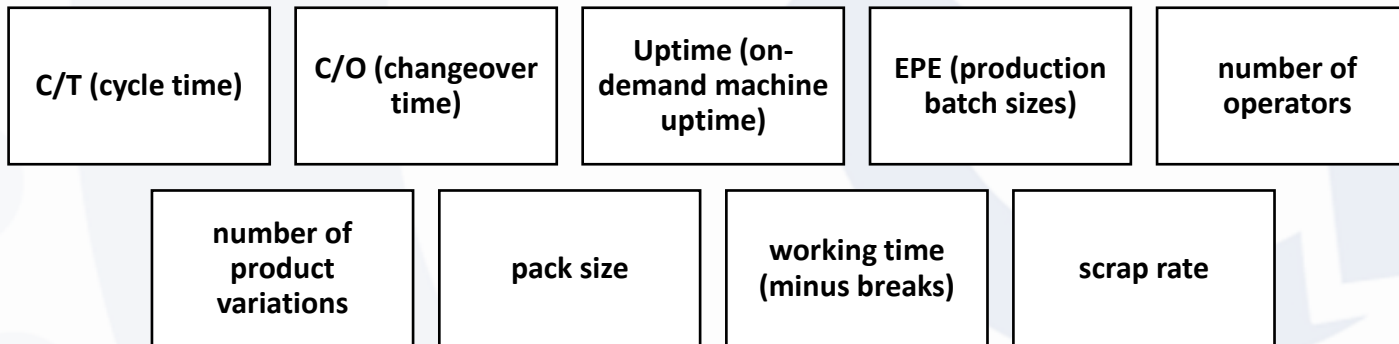 C/T (cycle time)
C/O (changeover
time)
Uptime (on-
demand machine
uptime)
EPE (production
batch sizes)
number of
operators
number of
product
variations
pack size
working time
(minus breaks)
scrap rate